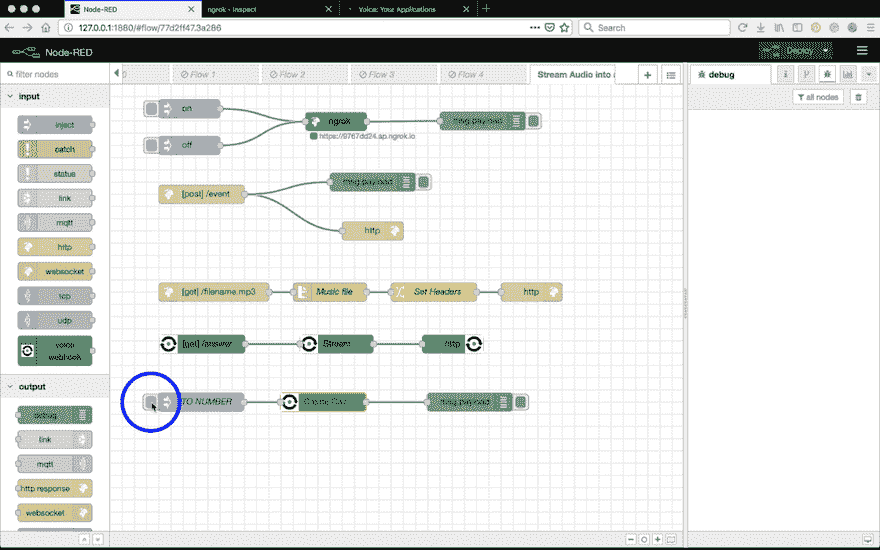 Node-RED
ngrok - inspect
Voice: Your Applications
127.0.0.1:1880/#flow/77d2ff47.3a286
Search
Node-RED
Deploy
filter nodes
Flow 1
Flow 2
Flow 3
Flow 4
Stream Audio into
debug
all nodes
input
inject
catch
status
link
mqtt
http
websocket
tcp
udp
voice
webhook
output
debug
link
mqtt
http response
websocket
on
off
ngrok
https://9767dd24.ap.ngrok.io
msg.payload
[post] /event
msg.payload
http
[get] /filename.mp3
Music file
Set Headers
http
[get] /answer
Stream
http
TO NUMBER
Create Call
msg.payload